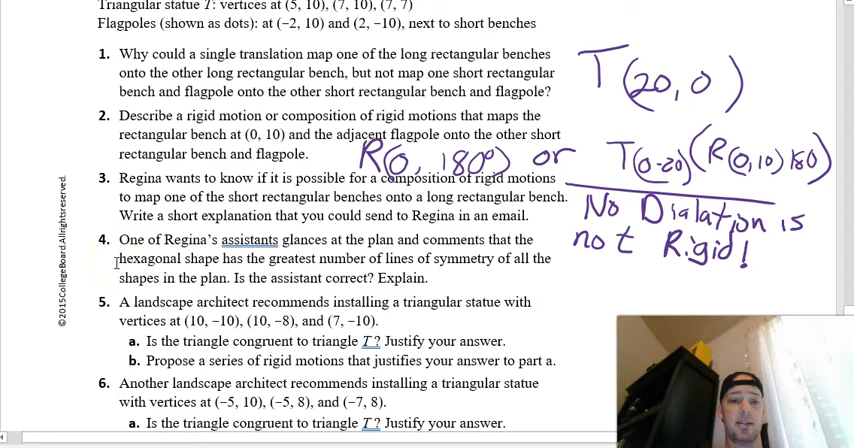 Triangular statue T: vertices at (5, 10), (7, 10), (7, 7)
Flagpoles (shown as dots): at (−2, 10) and (2, −10), next to short benches
1. Why could a single translation map one of the long rectangular benches
onto the other long rectangular bench, but not map one short rectangular
bench and flagpole onto the other short rectangular bench and flagpole?
T(20, 0)
2. Describe a rigid motion or composition of rigid motions that maps the
rectangular bench at (0, 10) and the adjacent flagpole onto the other short
rectangular bench and flagpole.
R(0, 180°) or T(0-20)(R(0,10)180)
3. Regina wants to know if it is possible for a composition of rigid motions
to map one of the short rectangular benches onto a long rectangular bench.
Write a short explanation that you could send to Regina in an email.
No Dialation is
not Rigid!
4. One of Regina's assistants glances at the plan and comments that the
hexagonal shape has the greatest number of lines of symmetry of all the
shapes in the plan. Is the assistant correct? Explain.
5. A landscape architect recommends installing a triangular statue with
vertices at (10, −10), (10, −8), and (7, −10).
a. Is the triangle congruent to triangle T? Justify your answer.
b. Propose a series of rigid motions that justifies your answer to part a.
6. Another landscape architect recommends installing a triangular statue
with vertices at (−5, 10), (−5, 8), and (−7, 8).
a. Is the triangle congruent to triangle T? Justify your answer.
©2015CollegeBoard.Allrightsreserved.